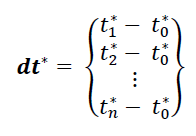 dt* = { t₁* − t₀*
t₂* − t₀*
⋮
tₙ* − t₀* }